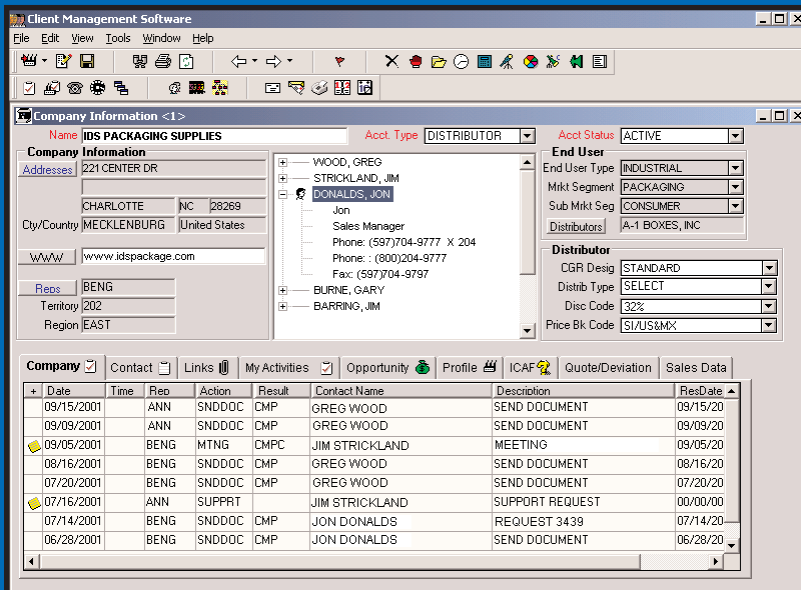 Client Management Software
File Edit View Tools Window Help
Company Information <1>
Name IDS PACKAGING SUPPLIES Acct. Type DISTRIBUTOR Acct Status ACTIVE
Company Information
Addresses 221 CENTER DR
CHARLOTTE NC 28269
Cty/Country MECKLENBURG United States
WWW www.idspackage.com
Reps BENG
Territory 202
Region EAST
WOOD, GREG
STRICKLAND, JIM
DONALDS, JON
Jon
Sales Manager
Phone: (597)704-9777 X 204
Phone: : (800)204-9777
Fax: (597)704-9797
BURNE, GARY
BARRING, JIM
End User
End User Type INDUSTRIAL
Mrkt Segment PACKAGING
Sub Mrkt Seg CONSUMER
Distributors A-1 BOXES, INC
Distributor
CGR Desig STANDARD
Distrib Type SELECT
Disc Code 32%
Price Bk Code SI/US&MX
Company Contact Links My Activities Opportunity Profile ICAF Quote/Deviation Sales Data
+ Date Time Rep Action Result Contact Name Description ResDate
09/15/2001 ANN SNDDOC CMP GREG WOOD SEND DOCUMENT 09/15/20
09/09/2001 ANN SNDDOC CMP GREG WOOD SEND DOCUMENT 09/09/20
09/05/2001 BENG MTNG CMPC JIM STRICKLAND MEETING 09/05/20
08/16/2001 BENG SNDDOC CMP GREG WOOD SEND DOCUMENT 08/16/20
07/20/2001 BENG SNDDOC CMP GREG WOOD SEND DOCUMENT 07/20/20
07/16/2001 ANN SUPPRT JIM STRICKLAND SUPPORT REQUEST 00/00/00
07/14/2001 BENG SNDDOC CMP JON DONALDS REQUEST 3439 07/14/20
06/28/2001 BENG SNDDOC CMP JON DONALDS SEND DOCUMENT 06/28/20